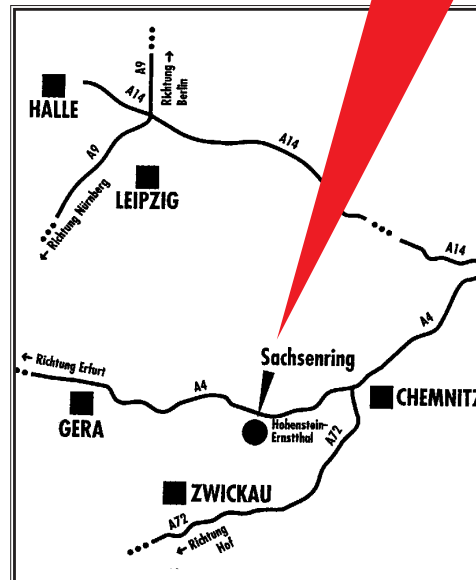 A9
Richtung →
Berlin
HALLE
A14
A9
A14
LEIPZIG
← Richtung Nürnberg
A14
A4
Sachsenring
← Richtung Erfurt
A4
CHEMNITZ
GERA
Hohenstein-
Ernstthal
A72
ZWICKAU
A72
← Richtung
Hof